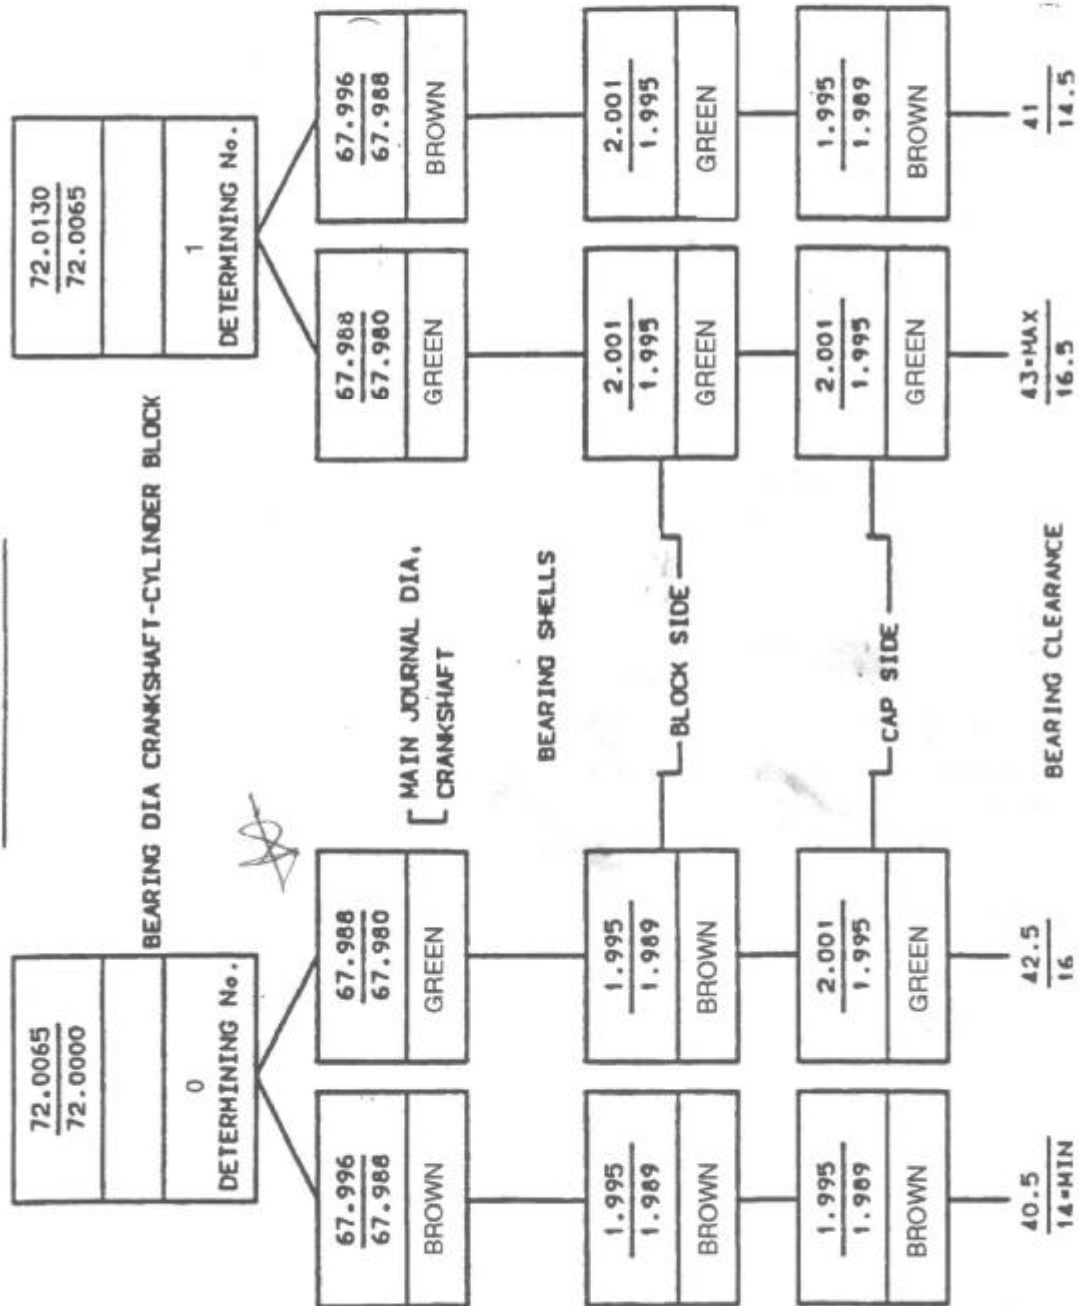 72.0065
72.0000
0
DETERMINING No.
BEARING DIA CRANKSHAFT-CYLINDER BLOCK
72.0130
72.0065
1
DETERMINING No.
67.996
67.988
BROWN
67.988
67.980
GREEN
MAIN JOURNAL DIA.
CRANKSHAFT
67.988
67.980
GREEN
67.996
67.988
BROWN
BEARING SHELLS
1.995
1.989
BROWN
1.995
1.989
BROWN
BLOCK SIDE
2.001
1.995
GREEN
2.001
1.995
GREEN
1.995
1.989
BROWN
2.001
1.995
GREEN
CAP SIDE
2.001
1.995
GREEN
1.995
1.989
BROWN
40.5
14=MIN
42.5
16
BEARING CLEARANCE
43=MAX
16.5
41
14.5